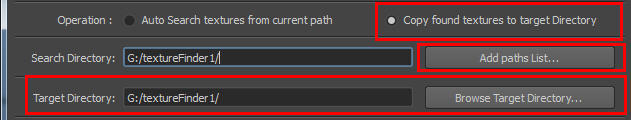 Operation : Auto Search textures from current path Copy found textures to target Directory
Search Directory: G:/textureFinder1/ Add paths List...
Target Directory: G:/textureFinder1/ Browse Target Directory...